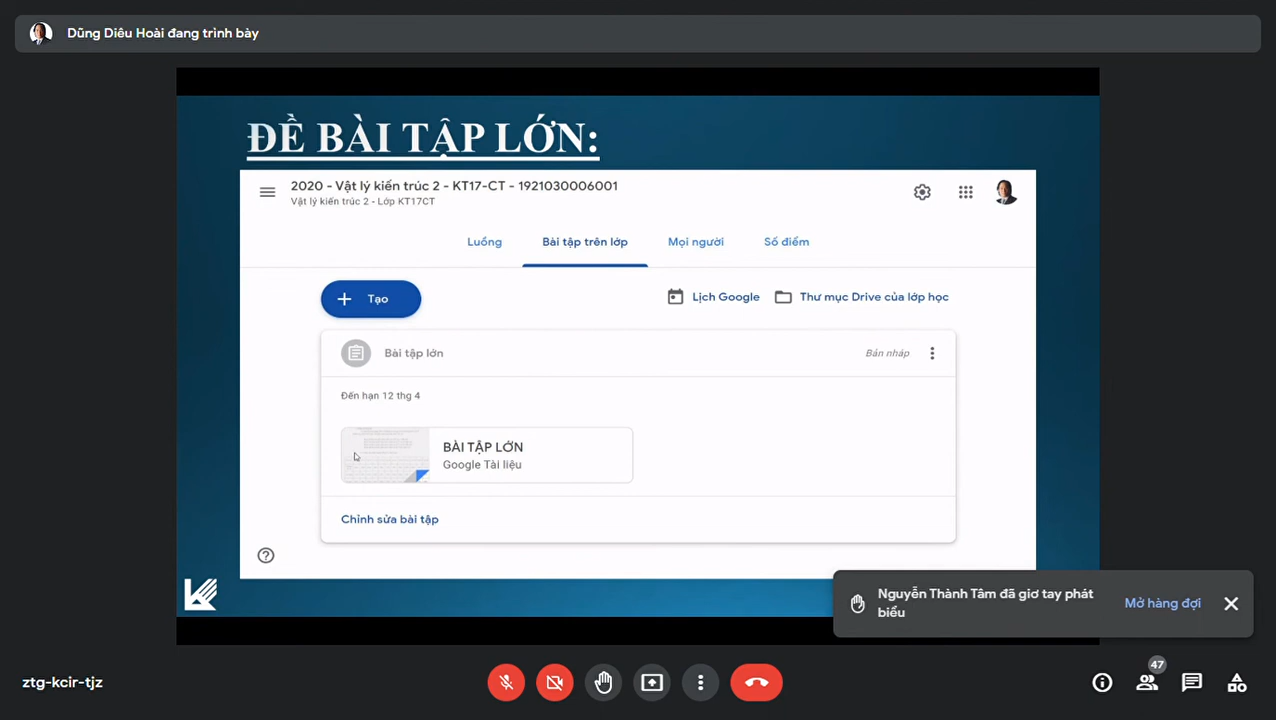 Dũng Diêu Hoài đang trình bày
ĐỀ BÀI TẬP LỚN:
2020 - Vật lý kiến trúc 2 - KT17-CT - 1921030006001
Vật lý kiến trúc 2 - Lớp KT17CT
Luồng
Bài tập trên lớp
Mọi người
Số điểm
Tạo
Lịch Google
Thư mục Drive của lớp học
Bài tập lớn
Bản nháp
Đến hạn 12 thg 4
BÀI TẬP LỚN
Google Tài liệu
Chỉnh sửa bài tập
Nguyễn Thành Tâm đã giơ tay phát
biểu
Mở hàng đợi
ztg-kcir-tjz
47